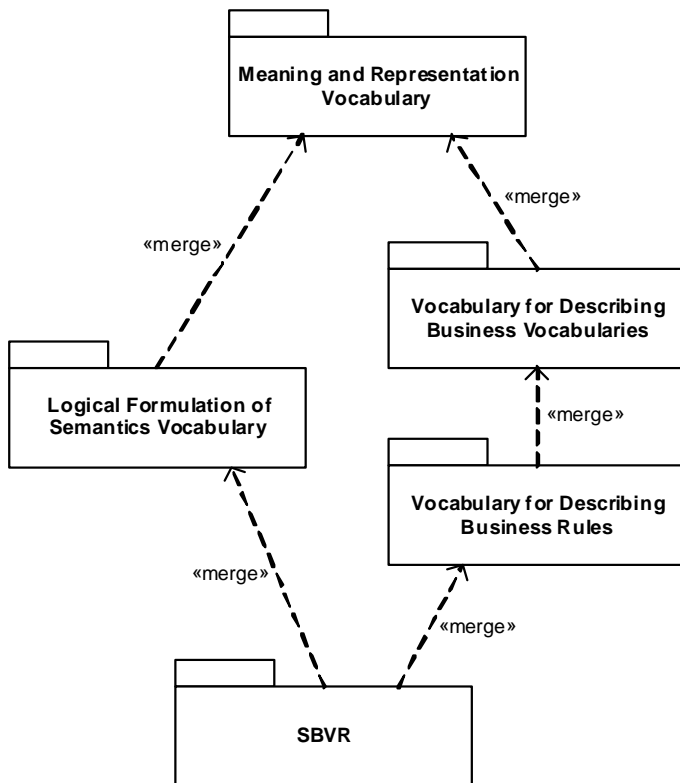 Meaning and Representation
Vocabulary
«merge»
«merge»
Vocabulary for Describing
Business Vocabularies
Logical Formulation of
Semantics Vocabulary
«merge»
Vocabulary for Describing
Business Rules
«merge»
«merge»
SBVR